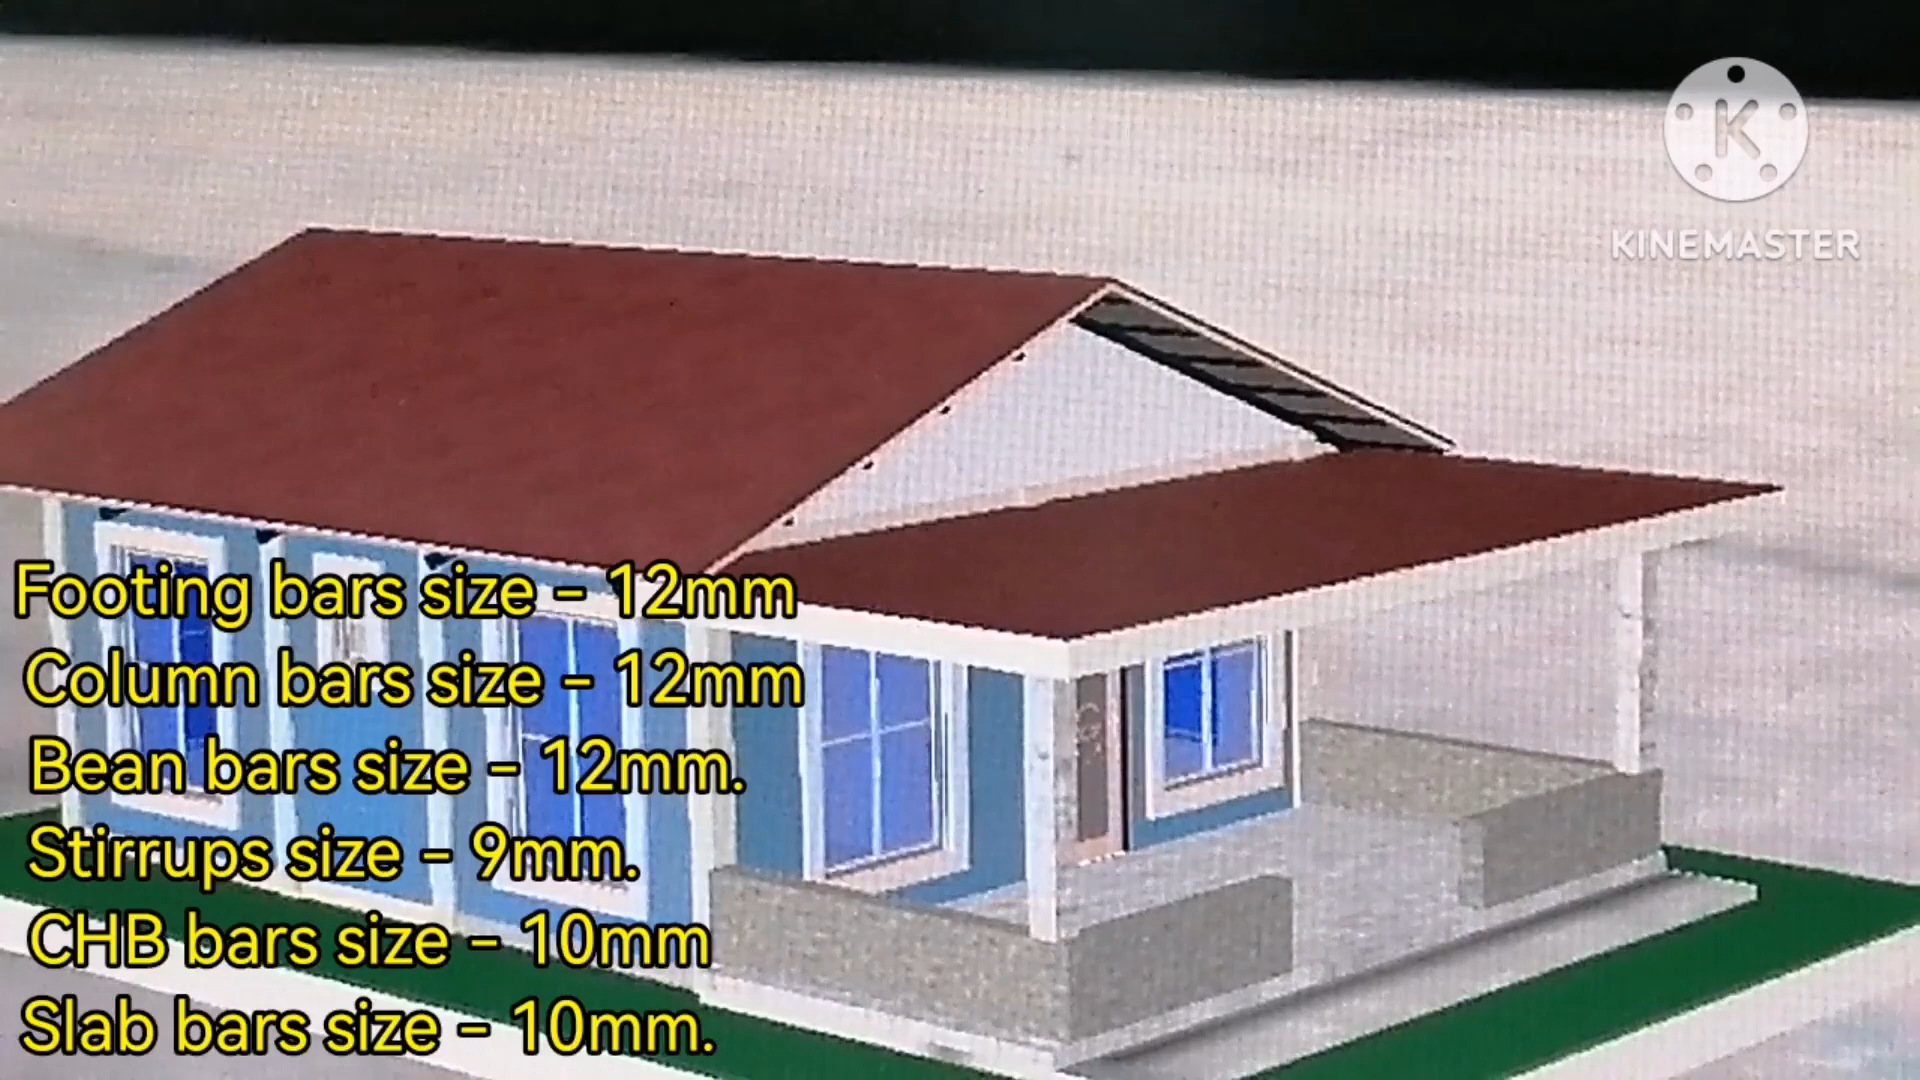 K
KINEMASTER
Footing bars size - 12mm
Column bars size - 12mm
Bean bars size - 12mm.
Stirrups size - 9mm.
CHB bars size - 10mm
Slab bars size - 10mm.